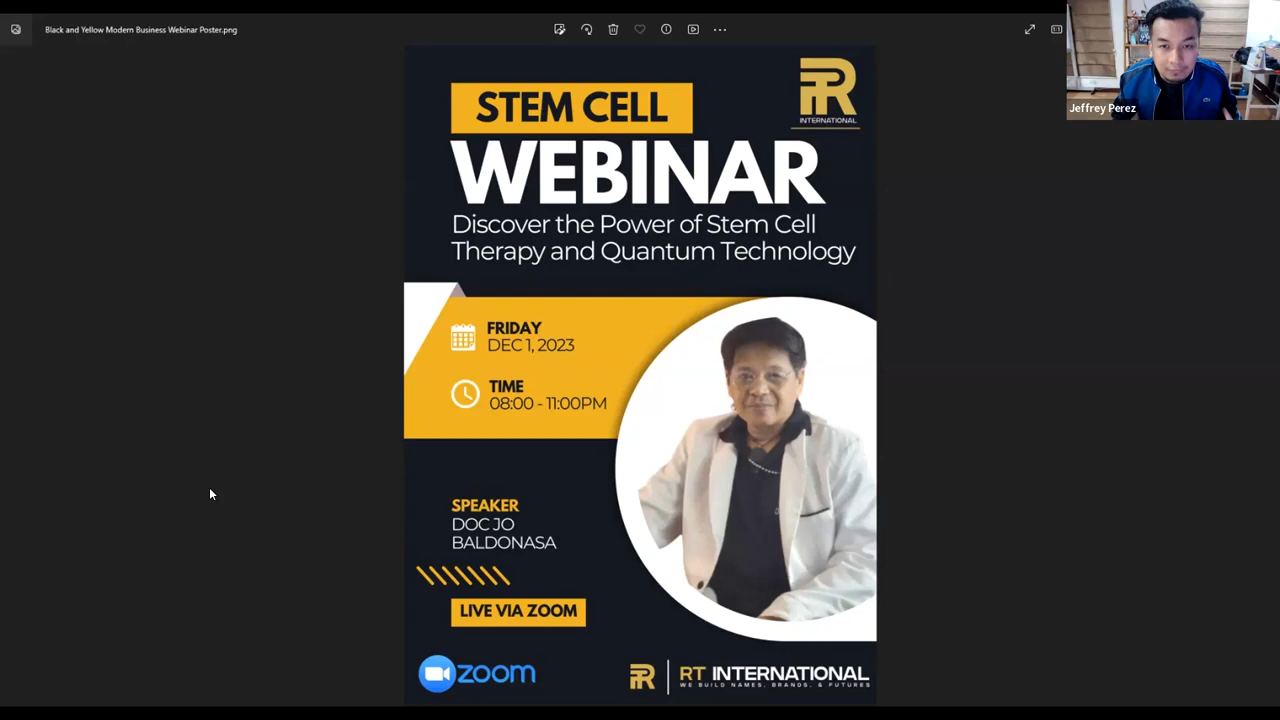 Black and Yellow Modern Business Webinar Poster.png
Jeffrey Perez
STEM CELL
RT
INTERNATIONAL
WEBINAR
Discover the Power of Stem Cell
Therapy and Quantum Technology
FRIDAY
DEC 1, 2023
TIME
08:00 - 11:00PM
SPEAKER
DOC JO
BALDONASA
LIVE VIA ZOOM
zoom
RT
RT INTERNATIONAL
WE BUILD NAMES, BRANDS, & FUTURES